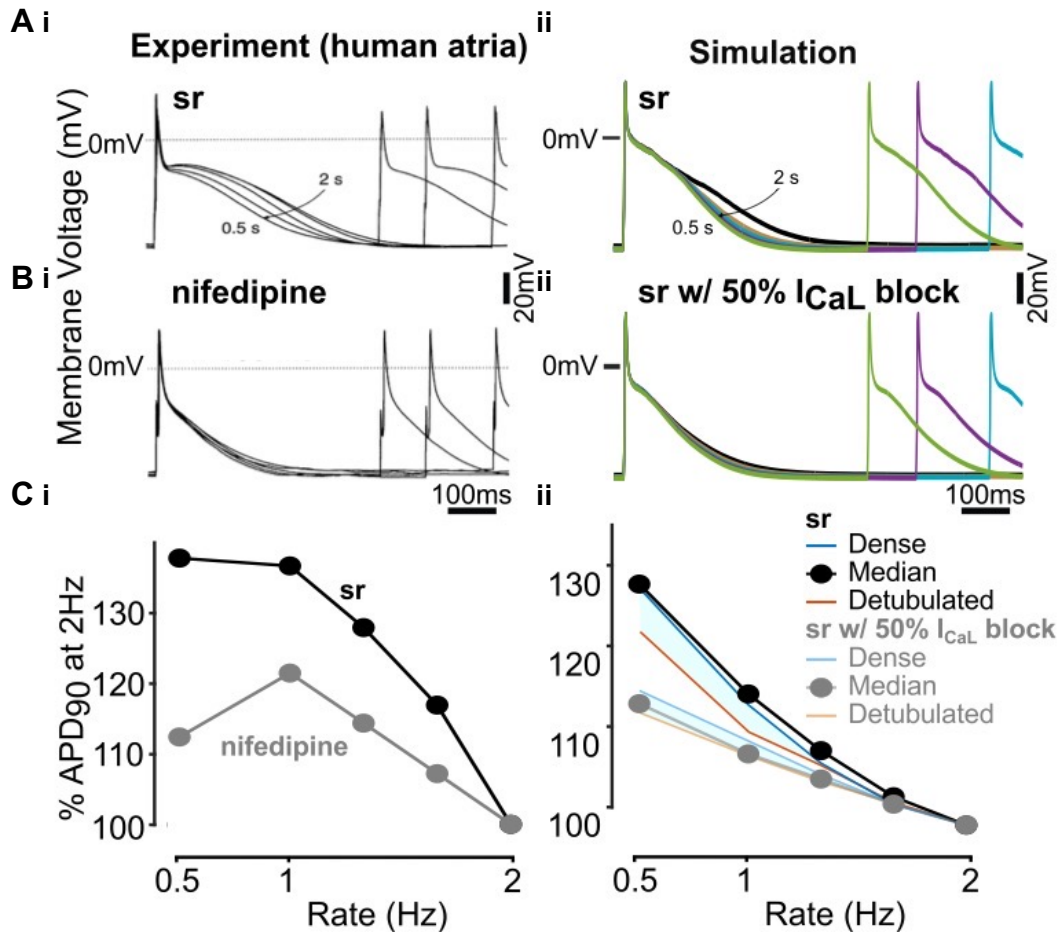 A i
ii
Experiment (human atria)
Simulation
Membrane Voltage (mV)
sr
0mV
2 s
0.5 s
sr
0mV
2 s
0.5 s
20mV
20mV
B i
ii
nifedipine
sr w/ 50% ICaL block
0mV
0mV
100ms
100ms
C i
ii
% APD90 at 2Hz
130
120
110
100
sr
nifedipine
0.5
1
2
Rate (Hz)
130
120
110
100
sr
Dense
Median
Detubulated
sr w/ 50% ICaL block
Dense
Median
Detubulated
0.5
1
2
Rate (Hz)